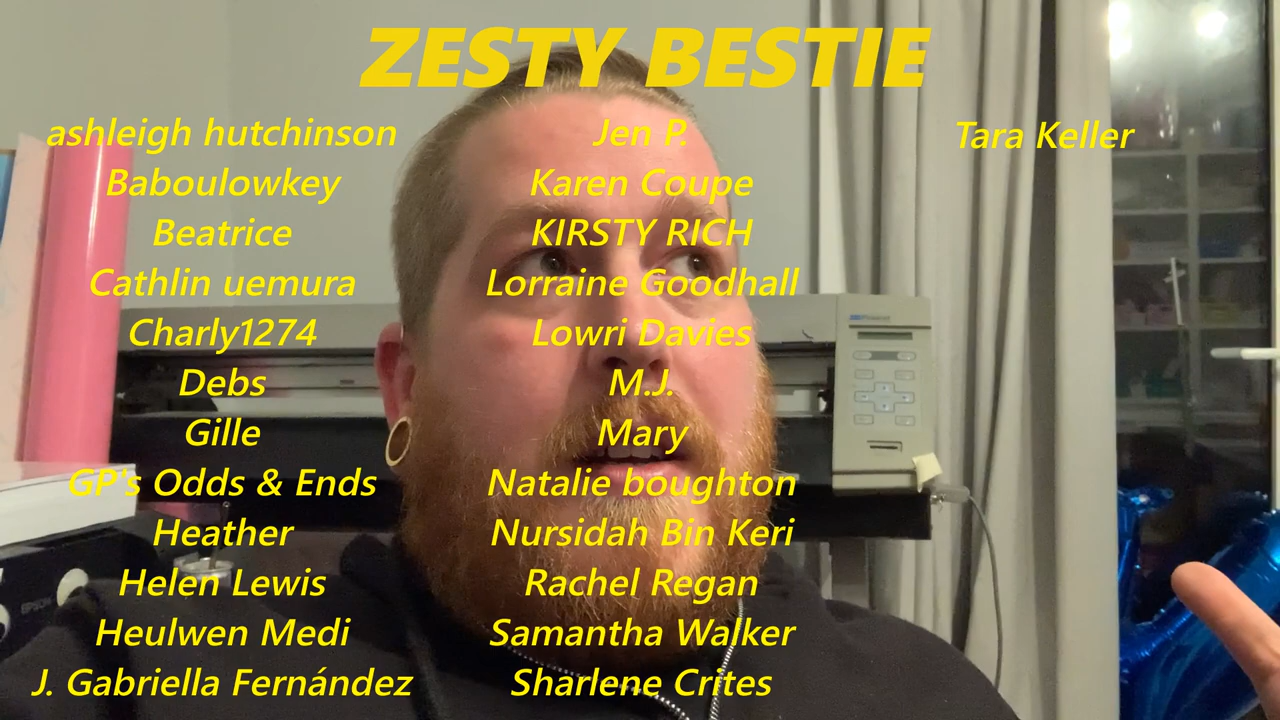 ZESTY BESTIE
ashleigh hutchinson
Baboulowkey
Beatrice
Cathlin uemura
Charly1274
Debs
Gille
GP's Odds & Ends
Heather
Helen Lewis
Heulwen Medi
J. Gabriella Fernández
Jen P.
Karen Coupe
KIRSTY RICH
Lorraine Goodhall
Lowri Davies
M.J.
Mary
Natalie boughton
Nursidah Bin Keri
Rachel Regan
Samantha Walker
Sharlene Crites
Tara Keller
EPSON